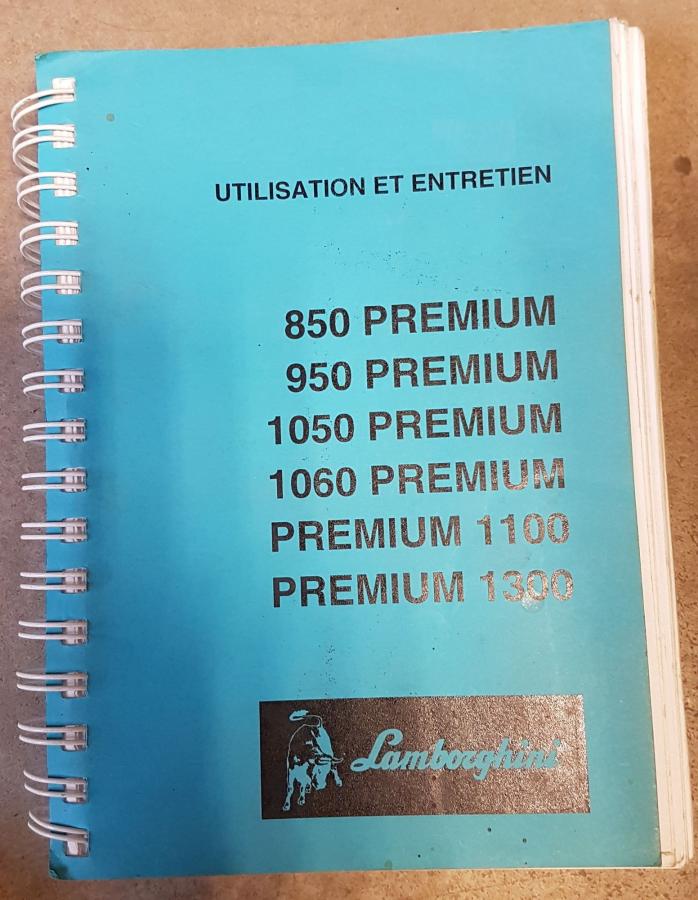 UTILISATION ET ENTRETIEN
850 PREMIUM
950 PREMIUM
1050 PREMIUM
1060 PREMIUM
PREMIUM 1100
PREMIUM 1300
Lamborghini